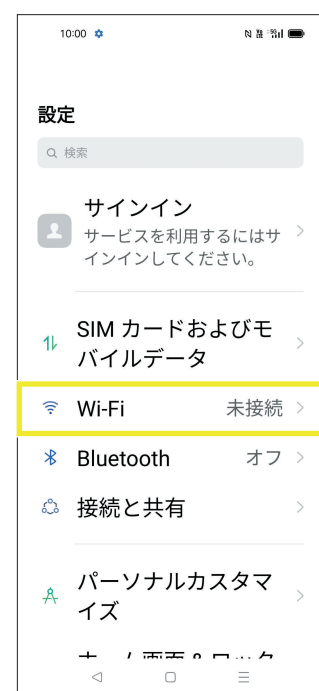 10:00
設定
検索
サインイン
サービスを利用するにはサ
インインしてください。
SIM カードおよびモ
バイルデータ
Wi-Fi 未接続
Bluetooth オフ
接続と共有
パーソナルカスタマ
イズ